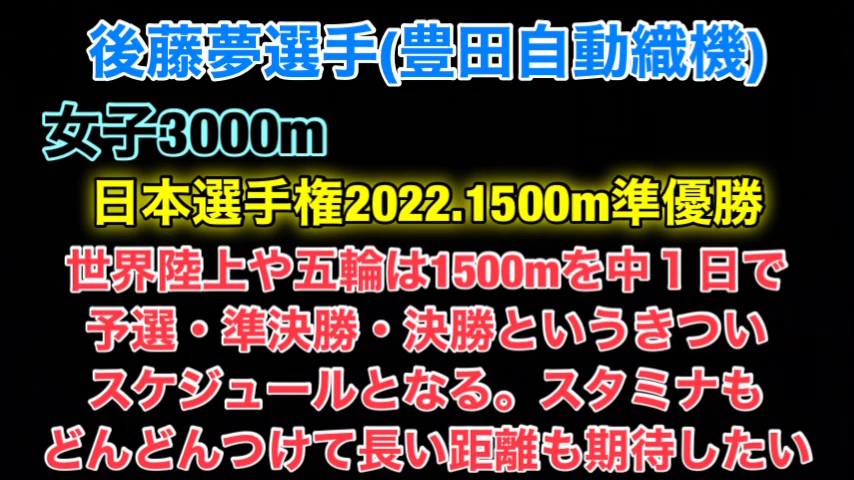 後藤夢選手(豊田自動織機)
女子3000m
日本選手権2022.1500m準優勝
世界陸上や五輪は1500mを中１日で
予選・準決勝・決勝というきつい
スケジュールとなる。スタミナも
どんどんつけて長い距離も期待したい